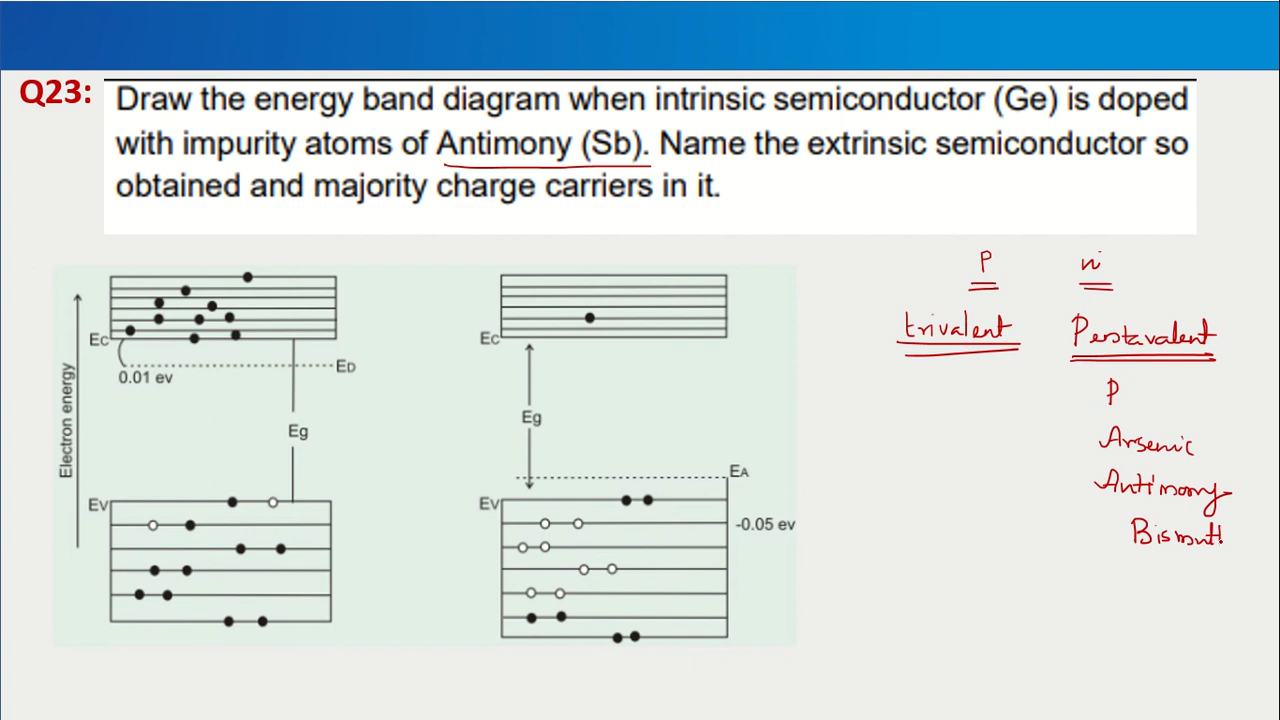 Q23:
Draw the energy band diagram when intrinsic semiconductor (Ge) is doped
with impurity atoms of Antimony (Sb). Name the extrinsic semiconductor so
obtained and majority charge carriers in it.
P n
trivalent Pentavalent
P
Arsenic
Antimony
Bismuth
Electron energy
EC
ED
0.01 ev
Eg
EV
EC
Eg
EA
EV
-0.05 ev